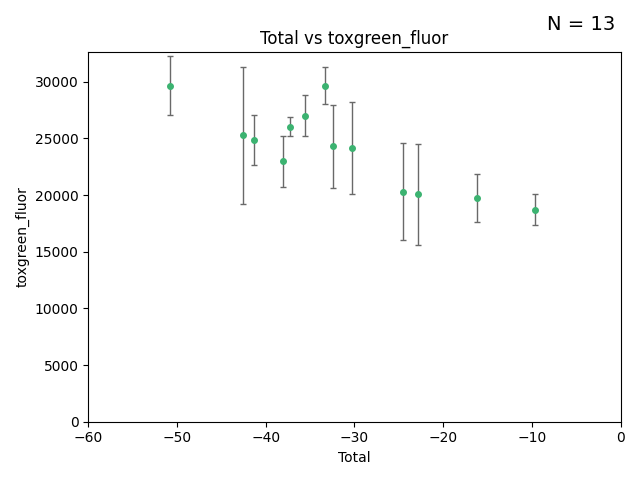 N = 13
Total vs toxgreen_fluor
30000
25000
20000
15000
10000
5000
0
toxgreen_fluor
−60 −50 −40 −30 −20 −10 0
Total